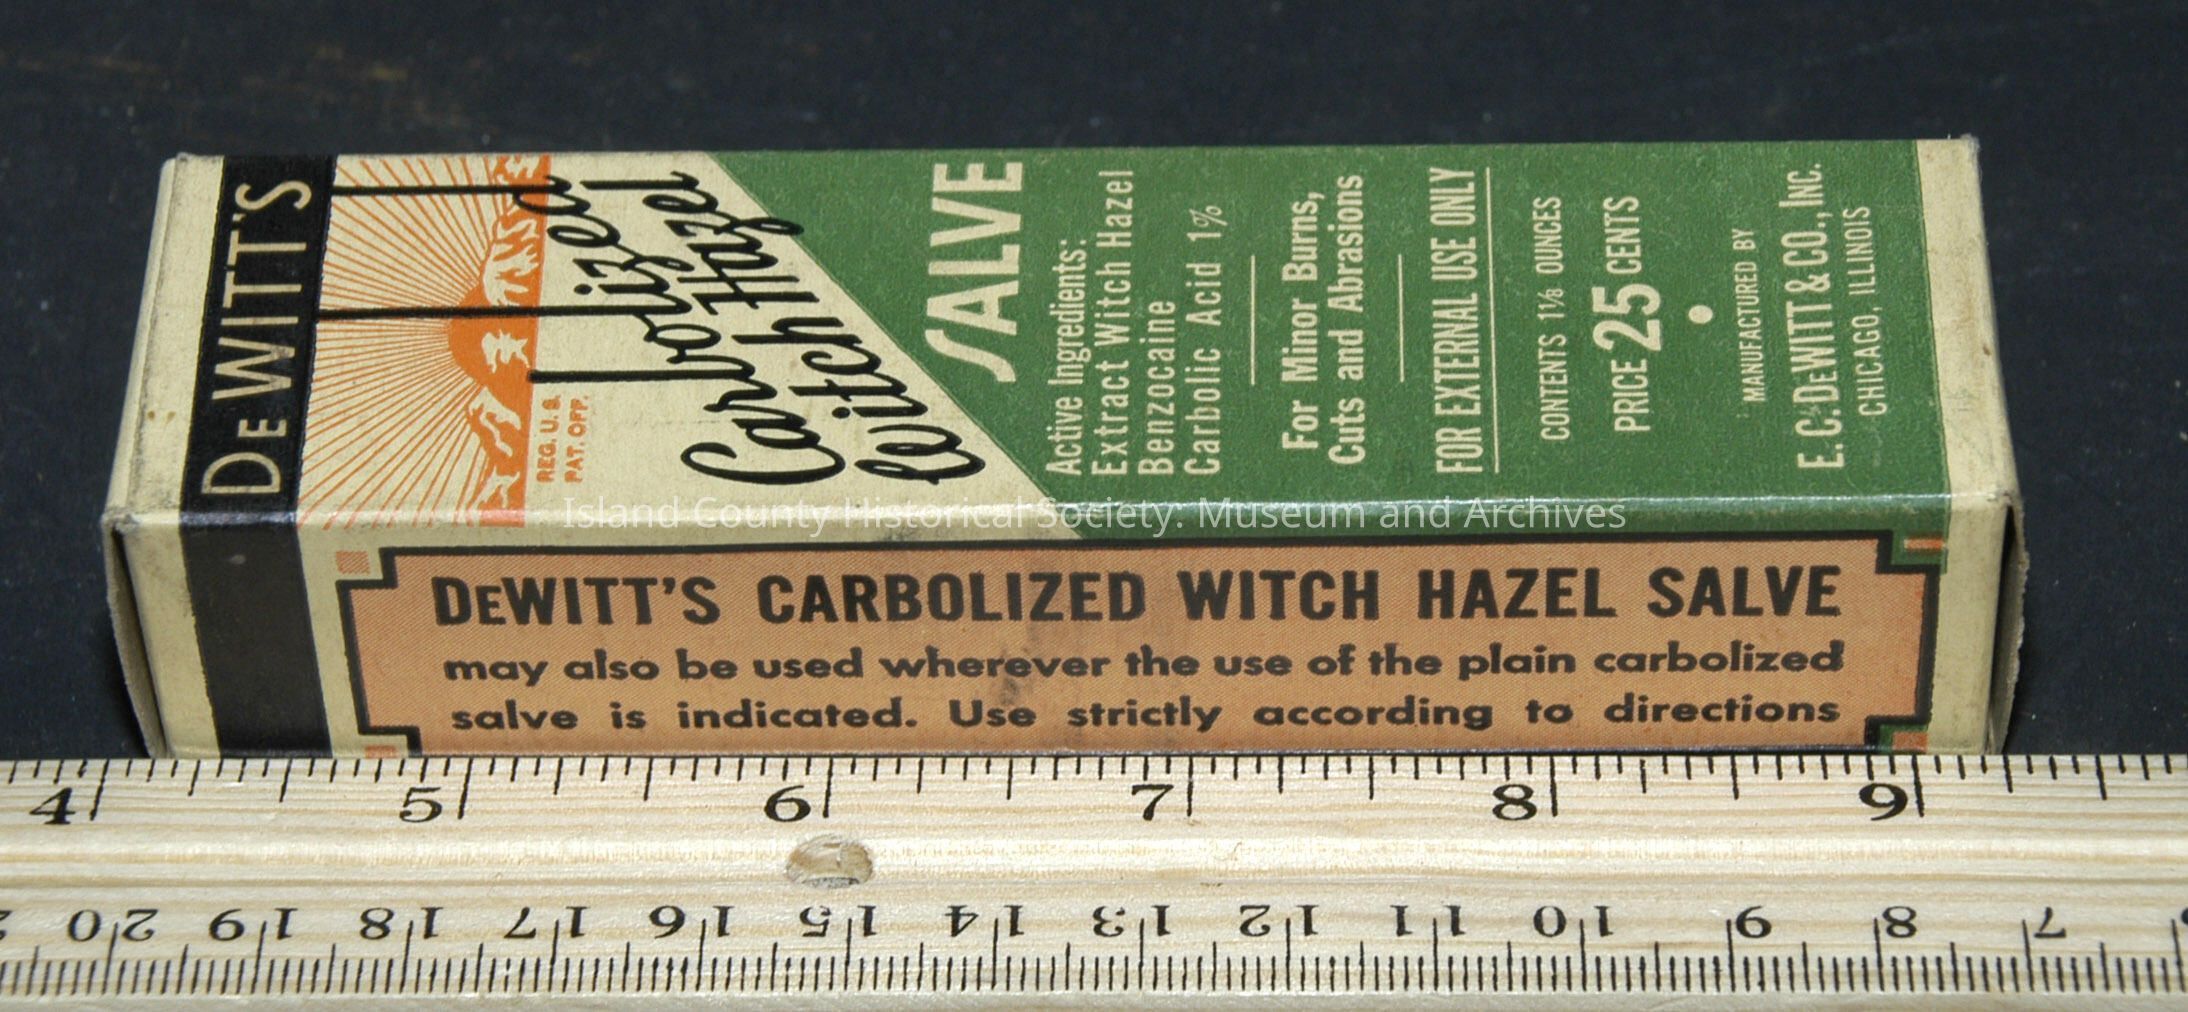 DEWITT'S
REG. U.S.
PAT. OFF.
Carbolized
Witch Hazel
SALVE
Active Ingredients:
Extract Witch Hazel
Benzocaine
Carbolic Acid 1%
For Minor Burns,
Cuts and Abrasions
FOR EXTERNAL USE ONLY
CONTENTS 1⅛ OUNCES
PRICE 25 CENTS
MANUFACTURED BY
E. C. DEWITT & CO., INC.
CHICAGO, ILLINOIS
Island County Historical Society: Museum and Archives
DEWITT'S CARBOLIZED WITCH HAZEL SALVE
may also be used wherever the use of the plain carbolized
salve is indicated. Use strictly according to directions
4 5 6 7 8 9
20 19 18 17 16 15 14 13 12 11 10 9 8 7